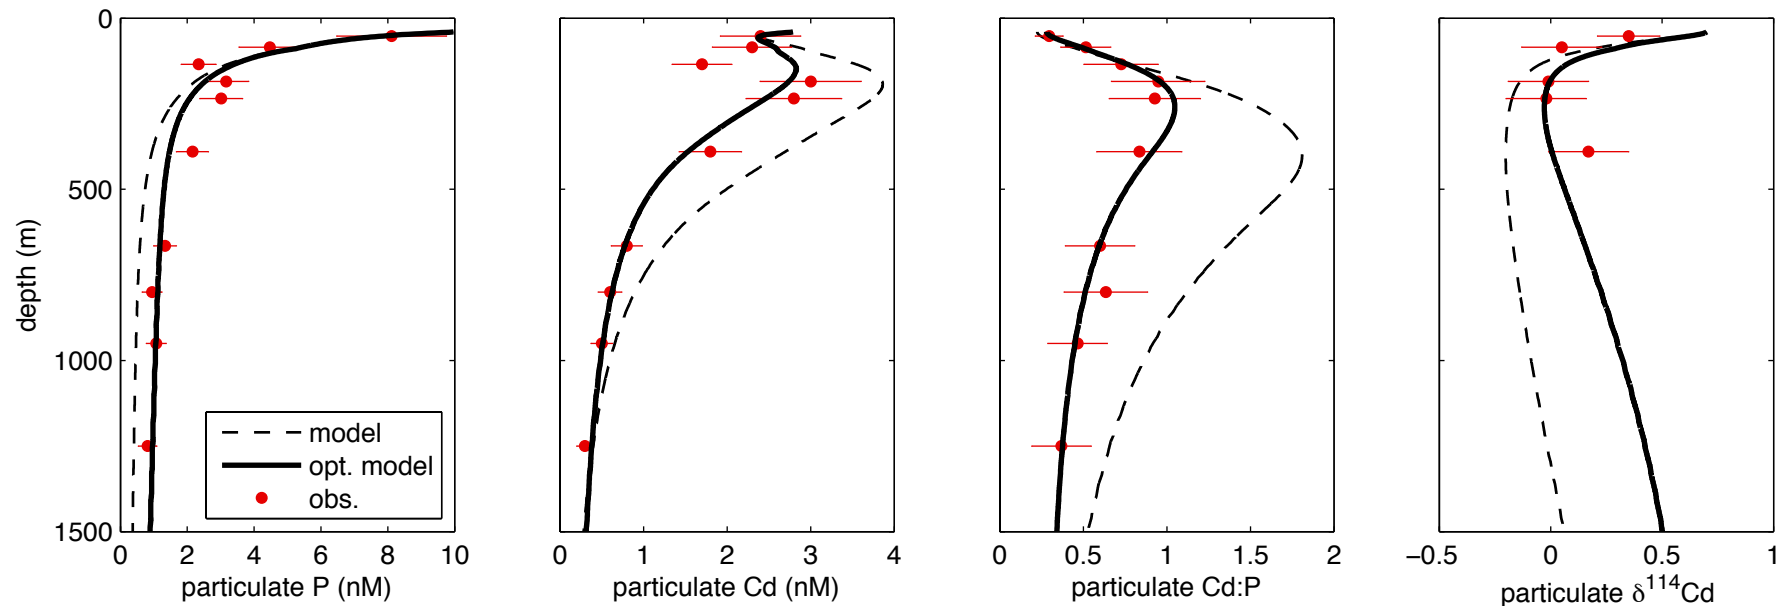 0
500
1000
1500
depth (m)
model
opt. model
obs.
0 2 4 6 8 10
particulate P (nM)
0 1 2 3 4
particulate Cd (nM)
0 0.5 1 1.5 2
particulate Cd:P
−0.5 0 0.5 1
particulate δ¹¹⁴Cd